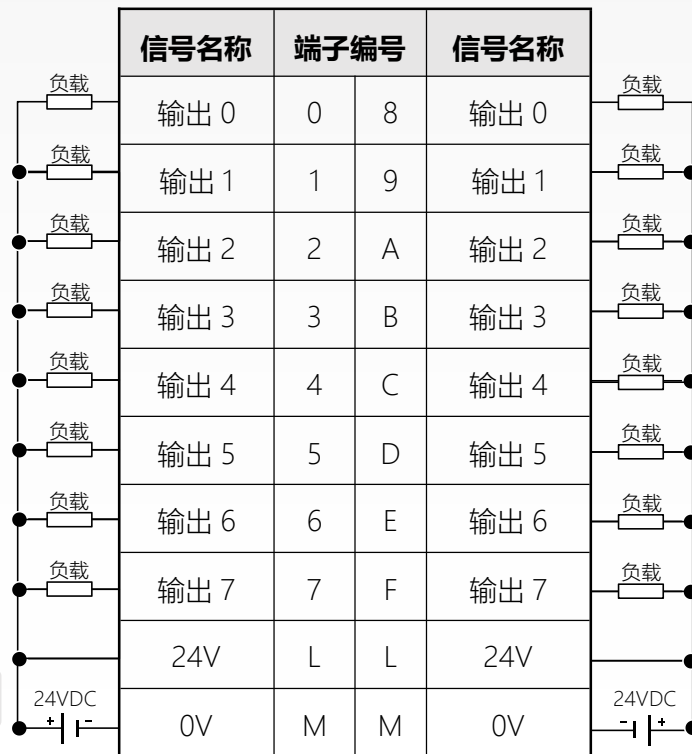 信号名称 端子编号 信号名称
负载 输出 0 0 8 输出 0 负载
负载 输出 1 1 9 输出 1 负载
负载 输出 2 2 A 输出 2 负载
负载 输出 3 3 B 输出 3 负载
负载 输出 4 4 C 输出 4 负载
负载 输出 5 5 D 输出 5 负载
负载 输出 6 6 E 输出 6 负载
负载 输出 7 7 F 输出 7 负载
24V L L 24V
24VDC 0V M M 0V 24VDC
+ - - +